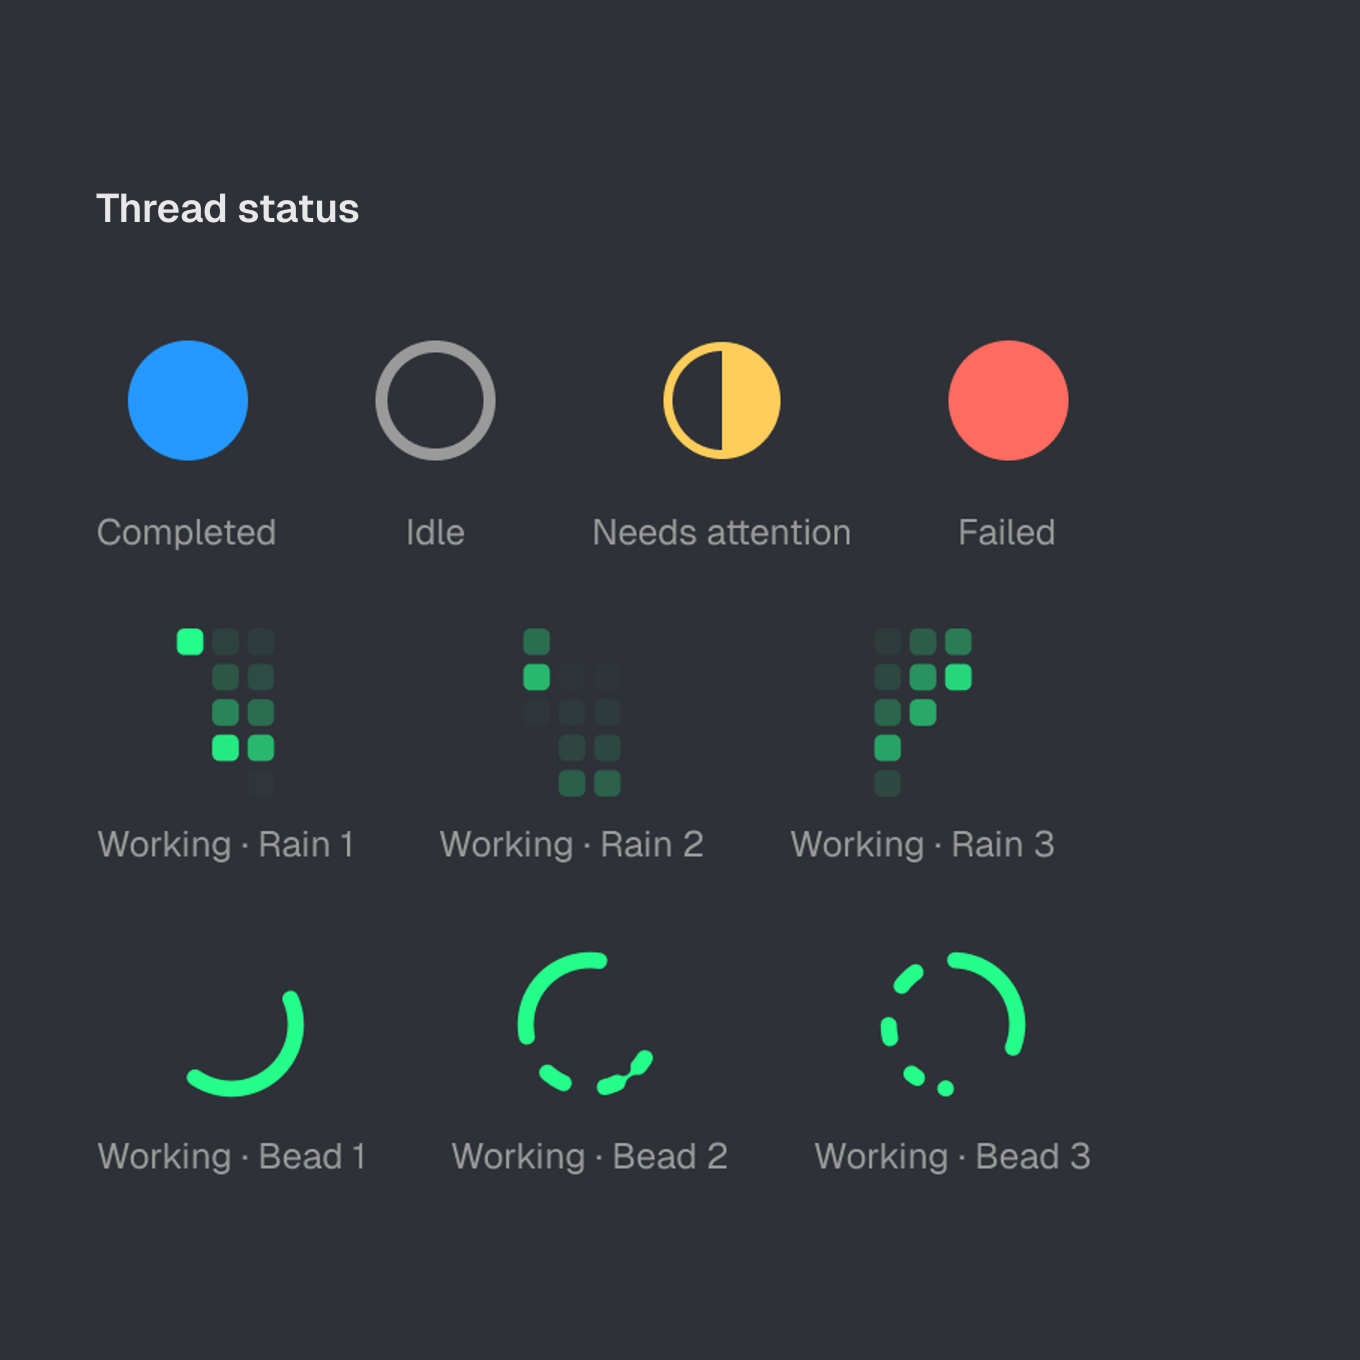 Thread status
Completed
Idle
Needs attention
Failed
Working · Rain 1
Working · Rain 2
Working · Rain 3
Working · Bead 1
Working · Bead 2
Working · Bead 3